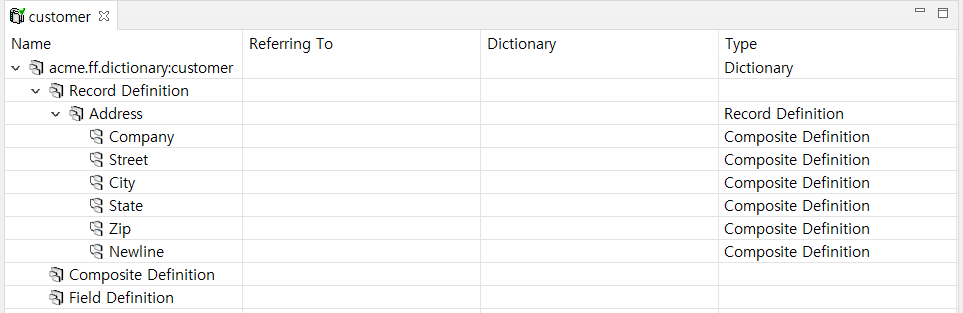 customer
Name Referring To Dictionary Type
acme.ff.dictionary:customer Dictionary
Record Definition
Address Record Definition
Company Composite Definition
Street Composite Definition
City Composite Definition
State Composite Definition
Zip Composite Definition
Newline Composite Definition
Composite Definition
Field Definition